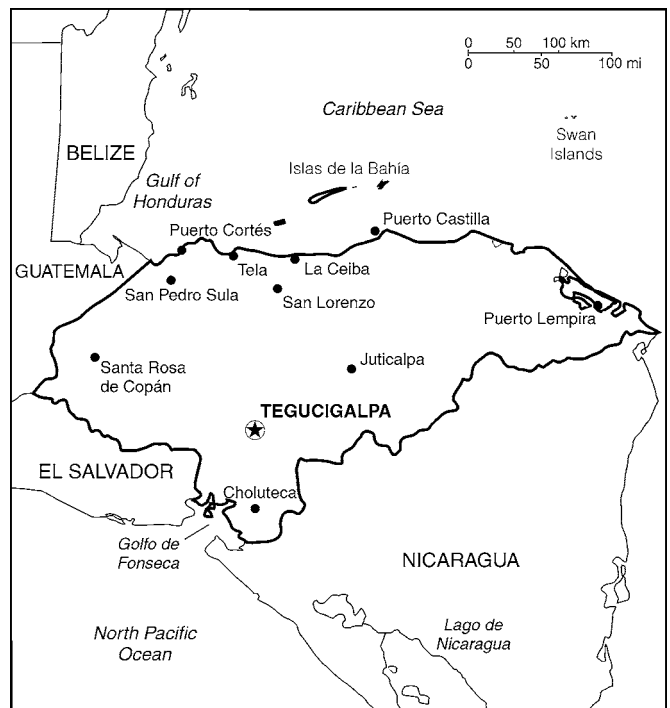 0 50 100 km
0 50 100 mi
Caribbean Sea
Swan
Islands
BELIZE
Islas de la Bahía
Gulf of
Honduras
Puerto Castilla
Puerto Cortés
GUATEMALA
Tela
La Ceiba
San Pedro Sula
San Lorenzo
Puerto Lempira
Santa Rosa
de Copán
Juticalpa
TEGUCIGALPA
EL SALVADOR
Choluteca
Golfo de
Fonseca
NICARAGUA
North Pacific
Ocean
Lago de
Nicaragua